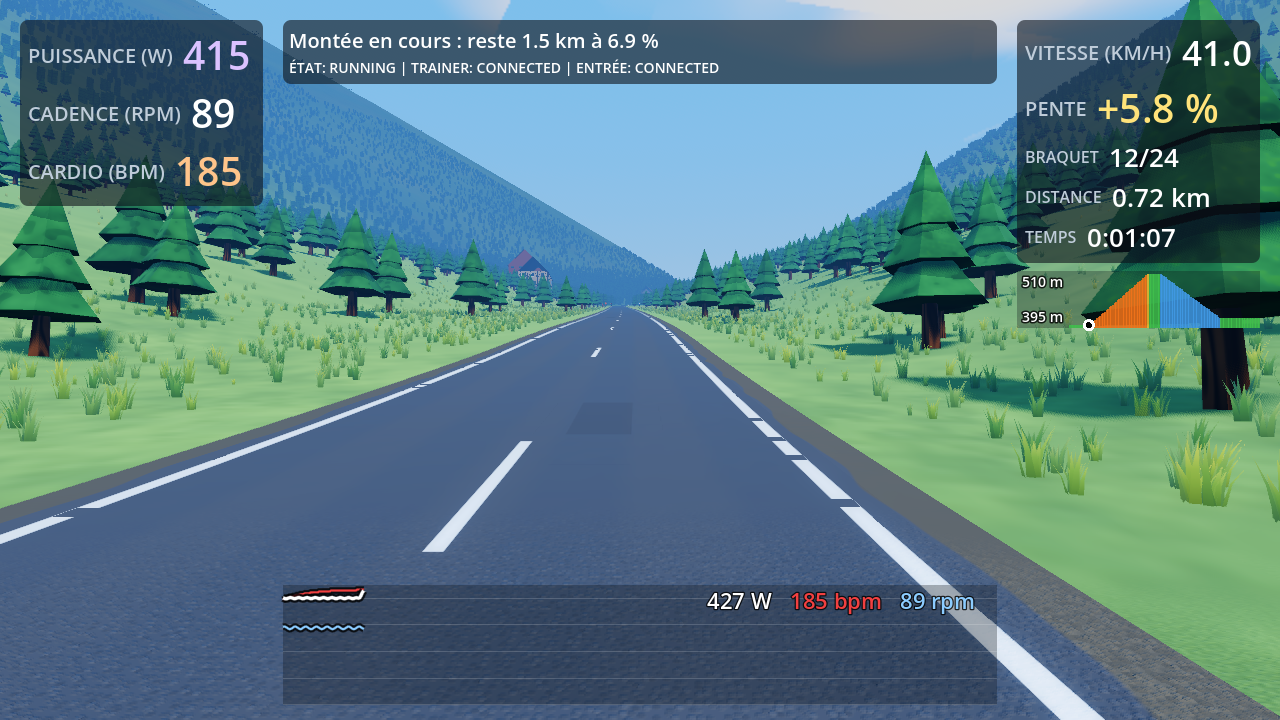 PUISSANCE (W) 415
CADENCE (RPM) 89
CARDIO (BPM) 185
Montée en cours : reste 1.5 km à 6.9 %
ÉTAT: RUNNING | TRAINER: CONNECTED | ENTRÉE: CONNECTED
VITESSE (KM/H) 41.0
PENTE +5.8 %
BRAQUET 12/24
DISTANCE 0.72 km
TEMPS 0:01:07
510 m
395 m
427 W 185 bpm 89 rpm